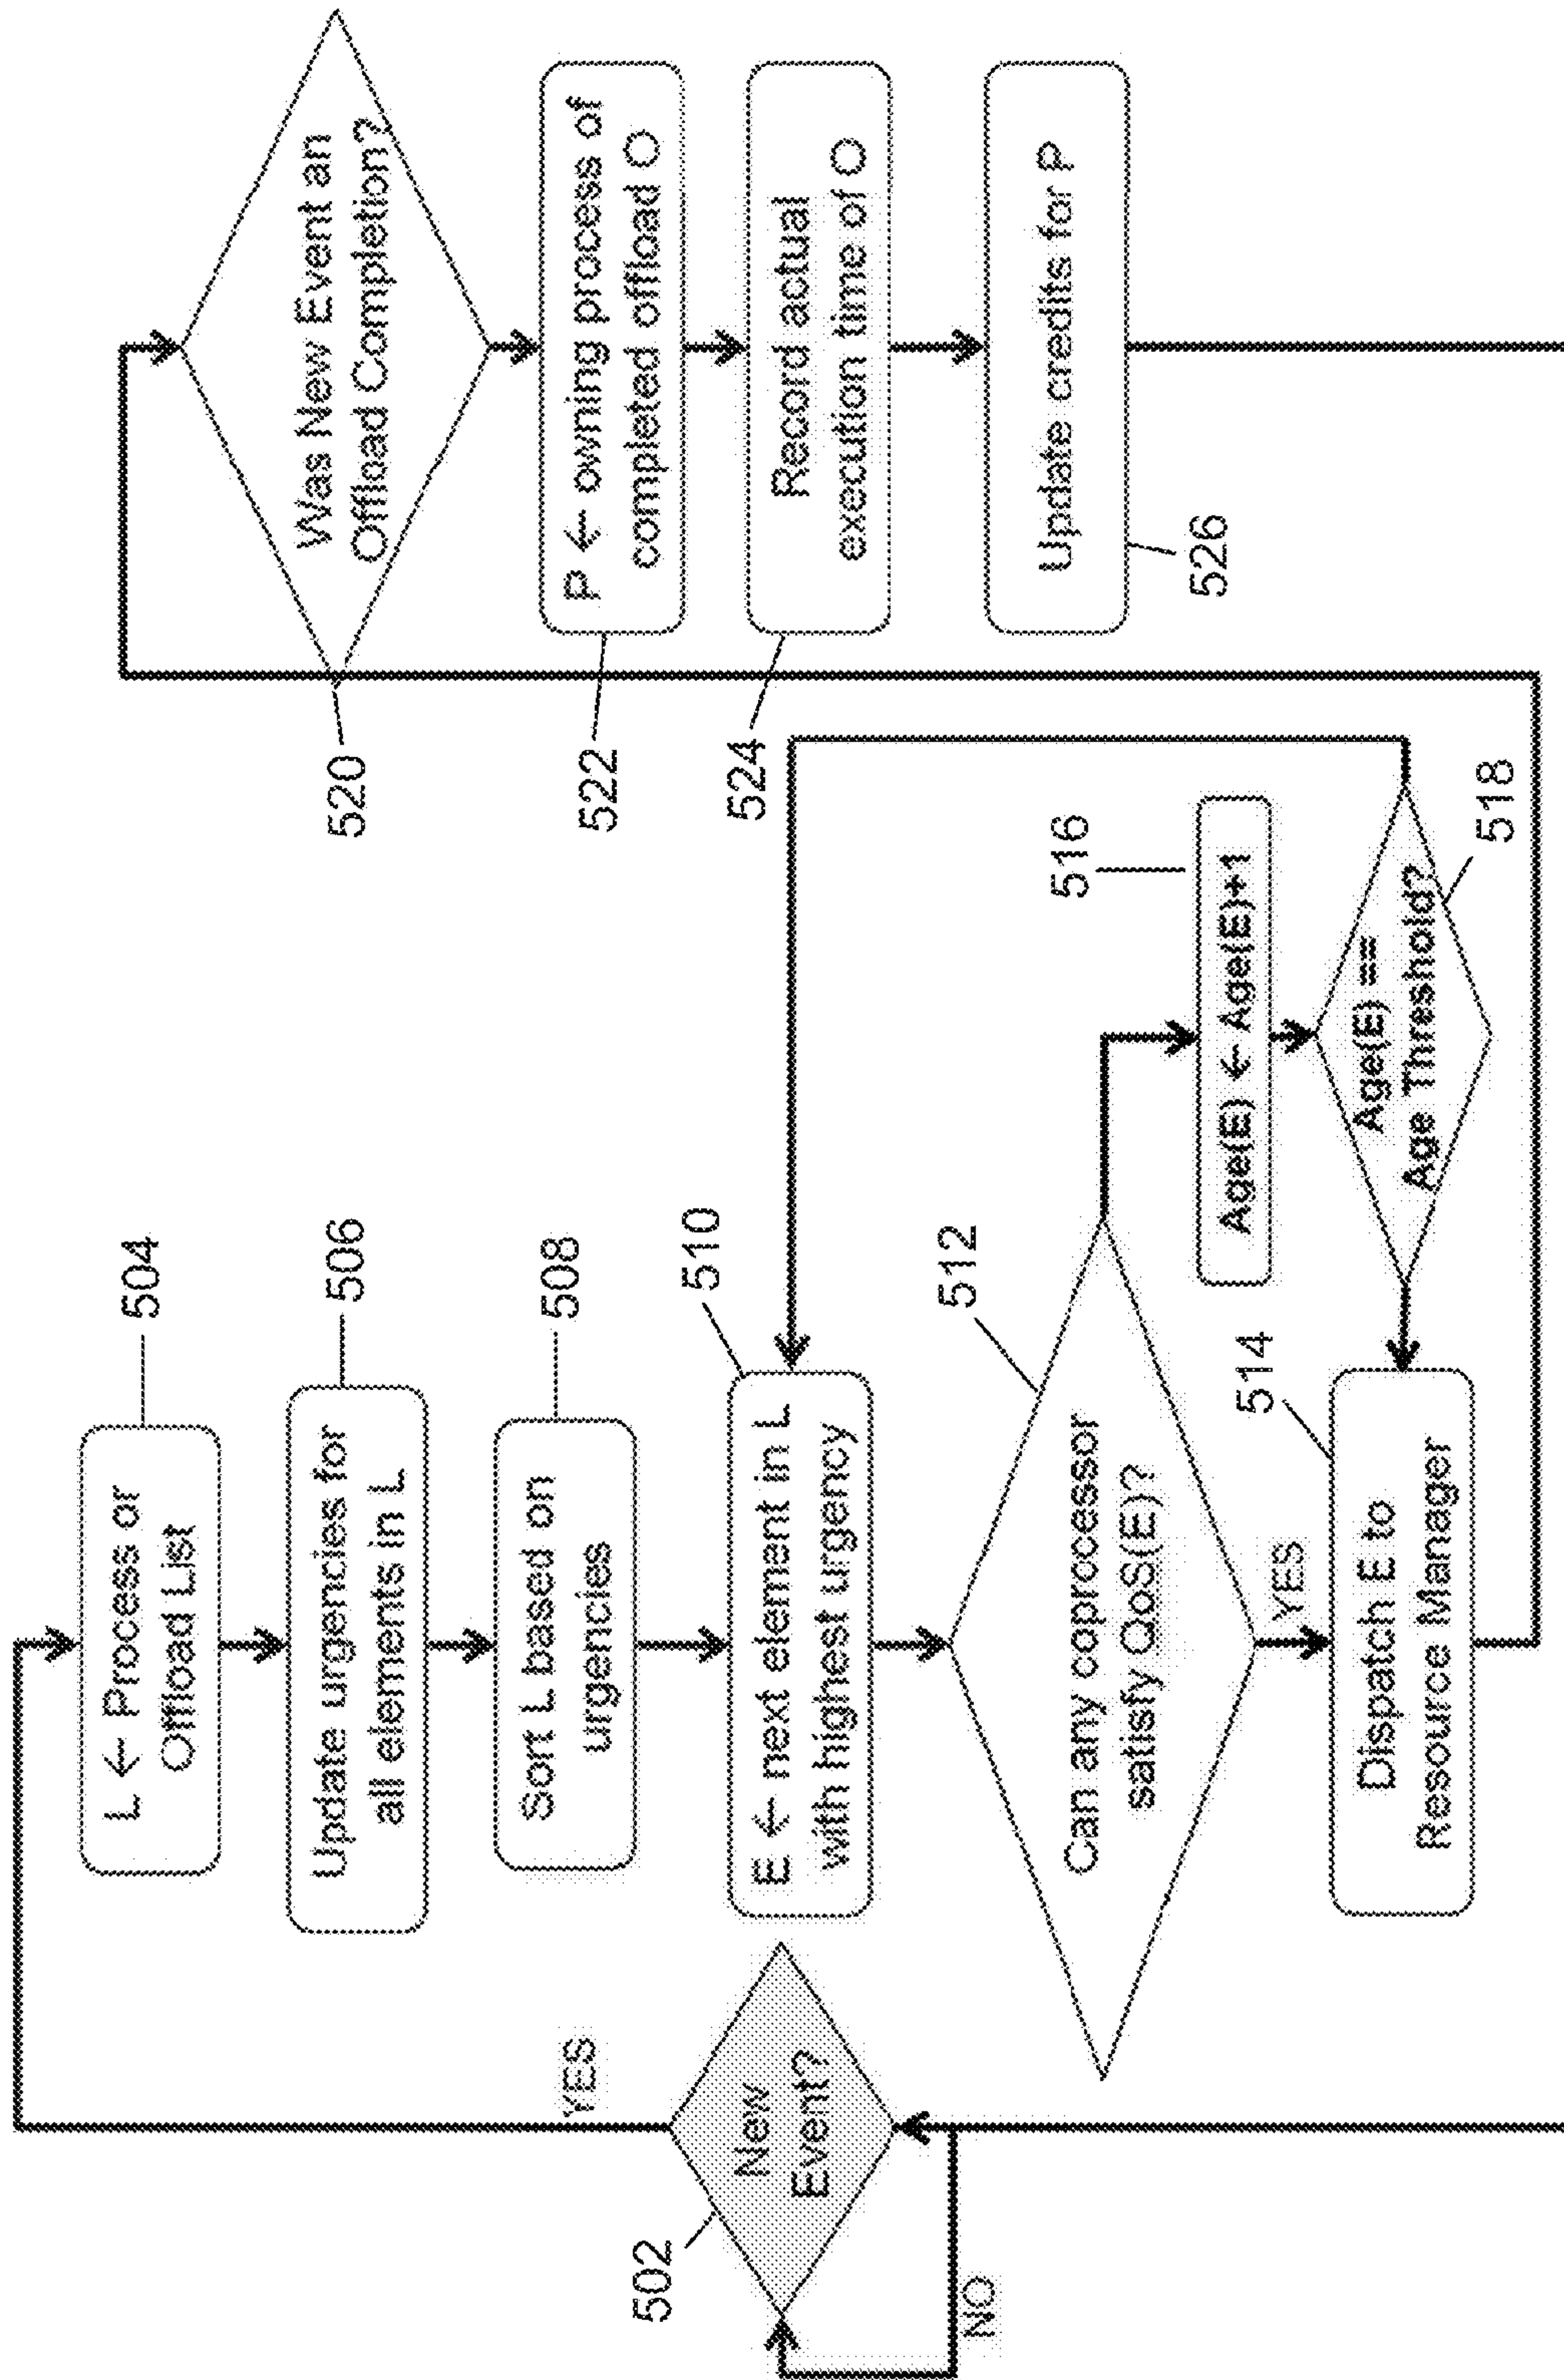 502
New
Event?
YES
NO
504
L ← Process or
Offload List
506
Update urgencies for
all elements in L
508
Sort L based on
urgencies
510
E ← next element in L
with highest urgency
512
Can any coprocessor
satisfy QoS(E)?
YES
514
Dispatch E to
Resource Manager
516
Age(E) ← Age(E)+1
518
Age(E) ==
Age Threshold?
520
Was New Event an
Offload Completion?
522
P ← owning process of
completed offload O
524
Record actual
execution time of O
Update credits for P
526